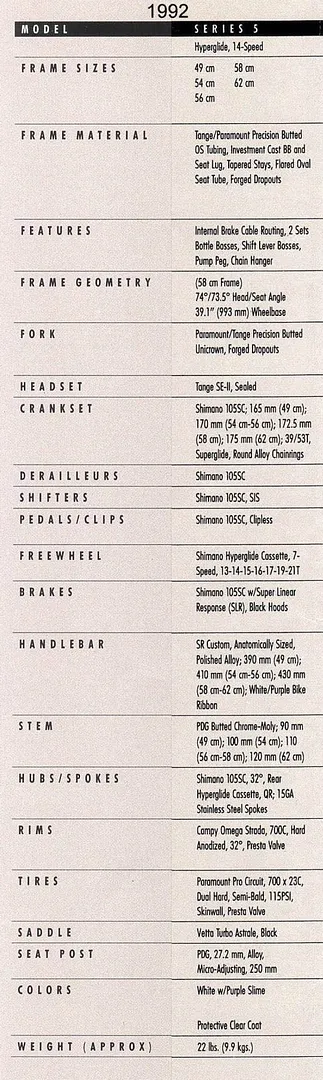 1992
MODEL SERIES 5
Hyperglide, 14-Speed
FRAME SIZES 49 cm 58 cm
54 cm 62 cm
56 cm
FRAME MATERIAL Tange/Paramount Precision Butted
OS Tubing, Investment Cast BB and
Seat Lug, Tapered Stays, Flared Oval
Seat Tube, Forged Dropouts
FEATURES Internal Brake Cable Routing, 2 Sets
Bottle Bosses, Shift Lever Bosses,
Pump Peg, Chain Hanger
FRAME GEOMETRY (58 cm Frame)
74°/73.5° Head/Seat Angle
39.1" (993 mm) Wheelbase
FORK Paramount/Tange Precision Butted
Unicrown, Forged Dropouts
HEADSET Tange SE-II, Sealed
CRANKSET Shimano 105SC; 165 mm (49 cm);
170 mm (54 cm-56 cm); 172.5 mm
(58 cm); 175 mm (62 cm); 39/53T,
Superglide, Round Alloy Chainrings
DERAILLEURS Shimano 105SC
SHIFTERS Shimano 105SC, SIS
PEDALS/CLIPS Shimano 105SC, Clipless
FREEWHEEL Shimano Hyperglide Cassette, 7-
Speed, 13-14-15-16-17-19-21T
BRAKES Shimano 105SC w/Super Linear
Response (SLR), Black Hoods
HANDLEBAR SR Custom, Anatomically Sized,
Polished Alloy; 390 mm (49 cm);
410 mm (54 cm-56 cm); 430 mm
(58 cm-62 cm); White/Purple Bike
Ribbon
STEM PDG Butted Chrome-Moly; 90 mm
(49 cm); 100 mm (54 cm); 110
(56 cm-58 cm); 120 mm (62 cm)
HUBS/SPOKES Shimano 105SC, 32°, Rear
Hyperglide Cassette, QR; 15GA
Stainless Steel Spokes
RIMS Campy Omega Strada, 700C, Hard
Anodized, 32°, Presta Valve
TIRES Paramount Pro Circuit, 700 x 23C,
Dual Hard, Semi-Bald, 115PSI,
Skinwall, Presta Valve
SADDLE Vetta Turbo Astrale, Black
SEAT POST PDG, 27.2 mm, Alloy,
Micro-Adjusting, 250 mm
COLORS White w/Purple Slime
Protective Clear Coat
WEIGHT (APPROX) 22 lbs. (9.9 kgs.)